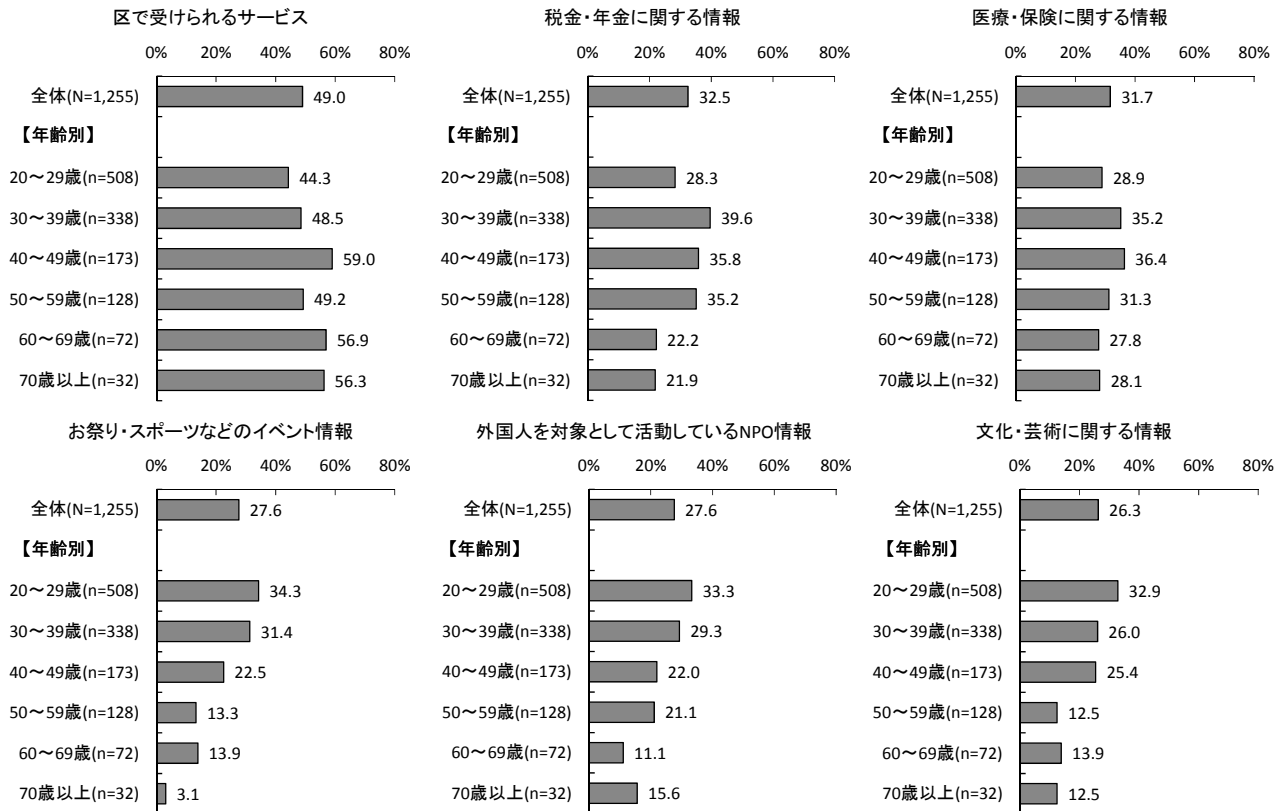 区で受けられるサービス
0% 20% 40% 60% 80%
全体(N=1,255) 49.0
【年齢別】
20～29歳(n=508) 44.3
30～39歳(n=338) 48.5
40～49歳(n=173) 59.0
50～59歳(n=128) 49.2
60～69歳(n=72) 56.9
70歳以上(n=32) 56.3
税金・年金に関する情報
0% 20% 40% 60% 80%
全体(N=1,255) 32.5
【年齢別】
20～29歳(n=508) 28.3
30～39歳(n=338) 39.6
40～49歳(n=173) 35.8
50～59歳(n=128) 35.2
60～69歳(n=72) 22.2
70歳以上(n=32) 21.9
医療・保険に関する情報
0% 20% 40% 60% 80%
全体(N=1,255) 31.7
【年齢別】
20～29歳(n=508) 28.9
30～39歳(n=338) 35.2
40～49歳(n=173) 36.4
50～59歳(n=128) 31.3
60～69歳(n=72) 27.8
70歳以上(n=32) 28.1
お祭り・スポーツなどのイベント情報
0% 20% 40% 60% 80%
全体(N=1,255) 27.6
【年齢別】
20～29歳(n=508) 34.3
30～39歳(n=338) 31.4
40～49歳(n=173) 22.5
50～59歳(n=128) 13.3
60～69歳(n=72) 13.9
70歳以上(n=32) 3.1
外国人を対象として活動しているNPO情報
0% 20% 40% 60% 80%
全体(N=1,255) 27.6
【年齢別】
20～29歳(n=508) 33.3
30～39歳(n=338) 29.3
40～49歳(n=173) 22.0
50～59歳(n=128) 21.1
60～69歳(n=72) 11.1
70歳以上(n=32) 15.6
文化・芸術に関する情報
0% 20% 40% 60% 80%
全体(N=1,255) 26.3
【年齢別】
20～29歳(n=508) 32.9
30～39歳(n=338) 26.0
40～49歳(n=173) 25.4
50～59歳(n=128) 12.5
60～69歳(n=72) 13.9
70歳以上(n=32) 12.5